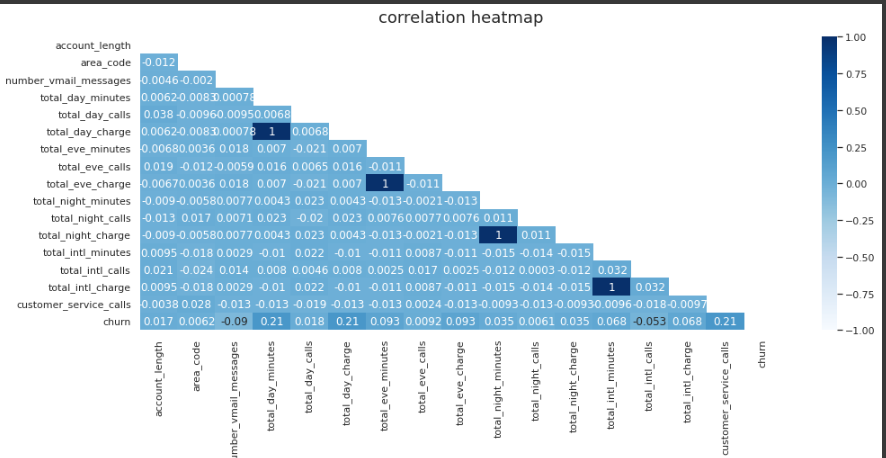 correlation heatmap
account_length
area_code -0.012
number_vmail_messages -0.0046 -0.002
total_day_minutes 0.0062 -0.0083 0.00078
total_day_calls 0.038 -0.0096 -0.0095 0.0068
total_day_charge 0.0062 -0.0083 0.00078 1 0.0068
total_eve_minutes -0.0068 0.0036 0.018 0.007 -0.021 0.007
total_eve_calls 0.019 -0.012 -0.0059 0.016 0.0065 0.016 -0.011
total_eve_charge -0.0067 0.0036 0.018 0.007 -0.021 0.007 1 -0.011
total_night_minutes -0.009 -0.0058 0.0077 0.0043 0.023 0.0043 -0.013 -0.0021 -0.013
total_night_calls -0.013 0.017 0.0071 0.023 -0.02 0.023 0.0076 0.0077 0.0076 0.011
total_night_charge -0.009 -0.0058 0.0077 0.0043 0.023 0.0043 -0.013 -0.0021 -0.013 1 0.011
total_intl_minutes 0.0095 -0.018 0.0029 -0.01 0.022 -0.01 -0.011 0.0087 -0.011 -0.015 -0.014 -0.015
total_intl_calls 0.021 -0.024 0.014 0.008 0.0046 0.008 0.0025 0.017 0.0025 -0.012 0.0003 -0.012 0.032
total_intl_charge 0.0095 -0.018 0.0029 -0.01 0.022 -0.01 -0.011 0.0087 -0.011 -0.015 -0.014 -0.015 1 0.032
customer_service_calls -0.0038 0.028 -0.013 -0.013 -0.019 -0.013 -0.013 0.0024 -0.013 -0.0093 -0.013 -0.0093 -0.0096 -0.018 -0.0097
churn 0.017 0.0062 -0.09 0.21 0.018 0.21 0.093 0.0092 0.093 0.035 0.0061 0.035 0.068 -0.053 0.068 0.21
account_length
area_code
umber_vmail_messages
total_day_minutes
total_day_calls
total_day_charge
total_eve_minutes
total_eve_calls
total_eve_charge
total_night_minutes
total_night_calls
total_night_charge
total_intl_minutes
total_intl_calls
total_intl_charge
customer_service_calls
churn
1.00
0.75
0.50
0.25
0.00
−0.25
−0.50
−0.75
−1.00